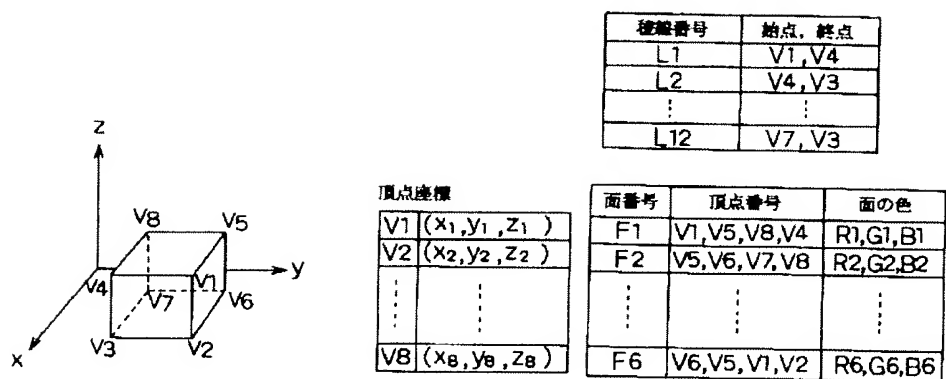 稜線番号 始点，終点
L1 V1,V4
L2 V4,V3
L12 V7,V3
z
V8 V5
V4 V1 y
V7 V6
x V3 V2
頂点座標
V1 (x₁,y₁,z₁)
V2 (x₂,y₂,z₂)
V8 (x₈,y₈,z₈)
面番号 頂点番号 面の色
F1 V1,V5,V8,V4 R1,G1,B1
F2 V5,V6,V7,V8 R2,G2,B2
F6 V6,V5,V1,V2 R6,G6,B6